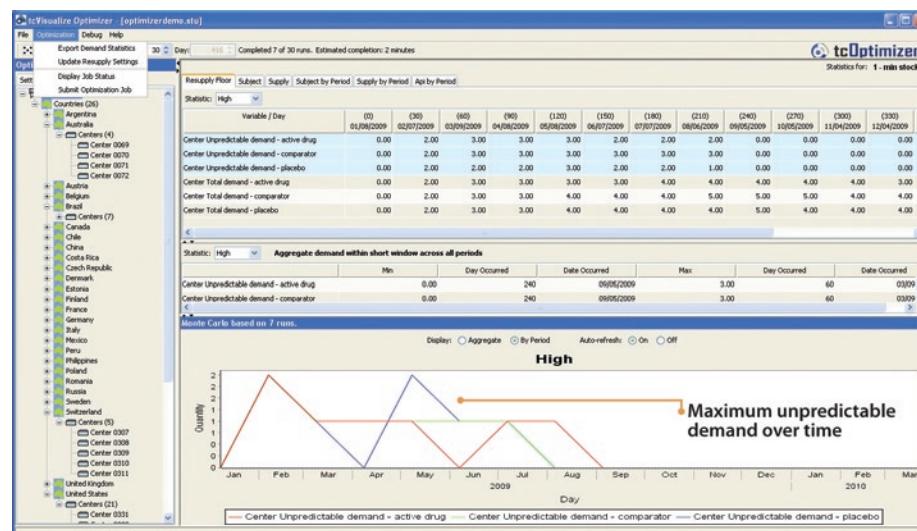 tcVisualize Optimizer - [optimizerdemo.stu]
File Optimization Debug Help
Export Demand Statistics
Update Resupply Settings
Display Job Status
Submit Optimization Job
30 Day: 416 Completed 7 of 30 runs. Estimated completion: 2 minutes
tcOptimizer
Statistics for: 1 - min stock
Resupply Floor Subject Supply Subject by Period Supply by Period Api by Period
Statistic: High
Countries (26)
Argentina
Australia
Centers (4)
Center 0069
Center 0070
Center 0071
Center 0072
Austria
Belgium
Brazil
Centers (7)
Canada
Chile
China
Costa Rica
Czech Republic
Denmark
Estonia
Finland
France
Germany
Italy
Mexico
Peru
Philippines
Poland
Romania
Russia
Sweden
Switzerland
Centers (5)
Center 0307
Center 0308
Center 0309
Center 0310
Center 0311
United Kingdom
United States
Centers (21)
Center 0331
Variable / Day (0) (30) (60) (90) (120) (150) (180) (210) (240) (270) (300) (330)
01/08/2009 02/07/2009 03/09/2009 04/08/2009 05/08/2009 06/07/2009 07/07/2009 08/06/2009 09/05/2009 10/05/2009 11/04/2009 12/04/2009
Center Unpredictable demand - active drug 0.00 2.00 3.00 3.00 3.00 2.00 2.00 2.00 0.00 0.00 0.00 0.00
Center Unpredictable demand - comparator 0.00 2.00 3.00 3.00 3.00 3.00 3.00 2.00 0.00 0.00 0.00 0.00
Center Unpredictable demand - placebo 0.00 2.00 2.00 0.00 3.00 2.00 2.00 1.00 0.00 0.00 0.00 0.00
Center Total demand - active drug 0.00 2.00 3.00 3.00 3.00 3.00 4.00 4.00 4.00 4.00 4.00 3.00
Center Total demand - comparator 0.00 2.00 3.00 3.00 4.00 4.00 4.00 5.00 5.00 5.00 4.00 4.00
Center Total demand - placebo 0.00 2.00 3.00 3.00 4.00 4.00 4.00 4.00 5.00 4.00 4.00 4.00
Statistic: High Aggregate demand within short window across all periods
Min Day Occurred Date Occurred Max Day Occurred Date Occurred
Center Unpredictable demand - active drug 0.00 240 09/05/2009 3.00 60 03/09
Center Unpredictable demand - comparator 0.00 240 09/05/2009 3.00 60 03/09
Monte Carlo based on 7 runs.
Display: Aggregate By Period Auto-refresh: On Off
High
Quantity
2
2
2
1
1
1
0
0
Maximum unpredictable
demand over time
Jan Feb Mar Apr May Jun Jul Aug Sep Oct Nov Dec Jan Feb Mar
2009 2010
Day
Center Unpredictable demand - active drug Center Unpredictable demand - comparator Center Unpredictable demand - placebo